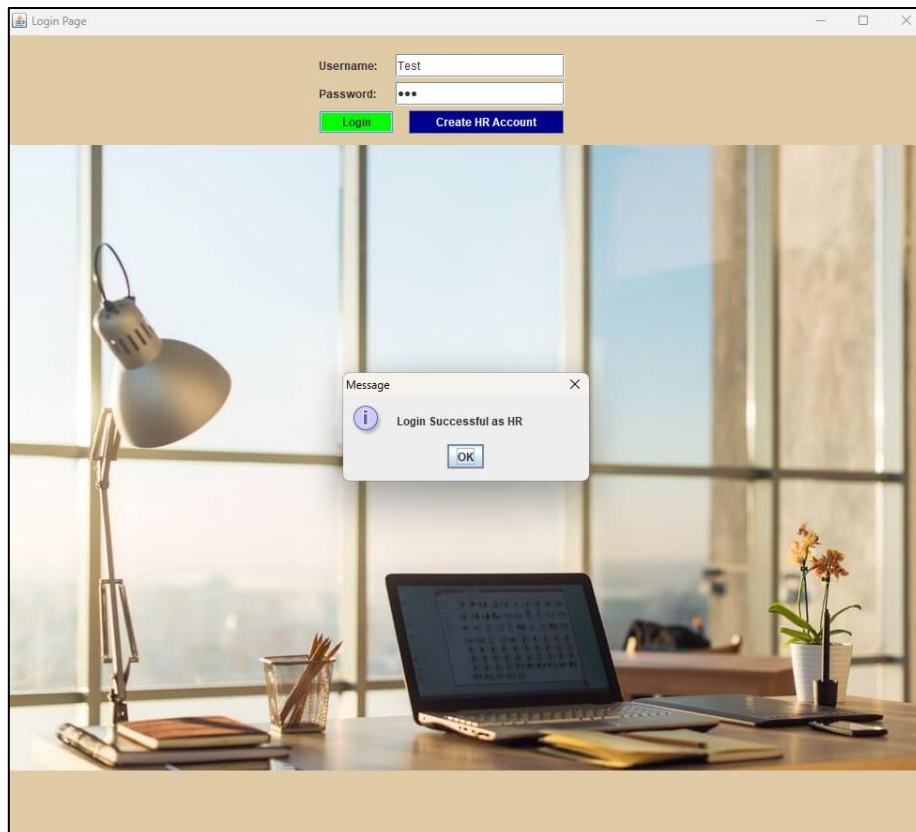 Login Page
Username: Test
Password: •••
Login Create HR Account
Message
Login Successful as HR
OK